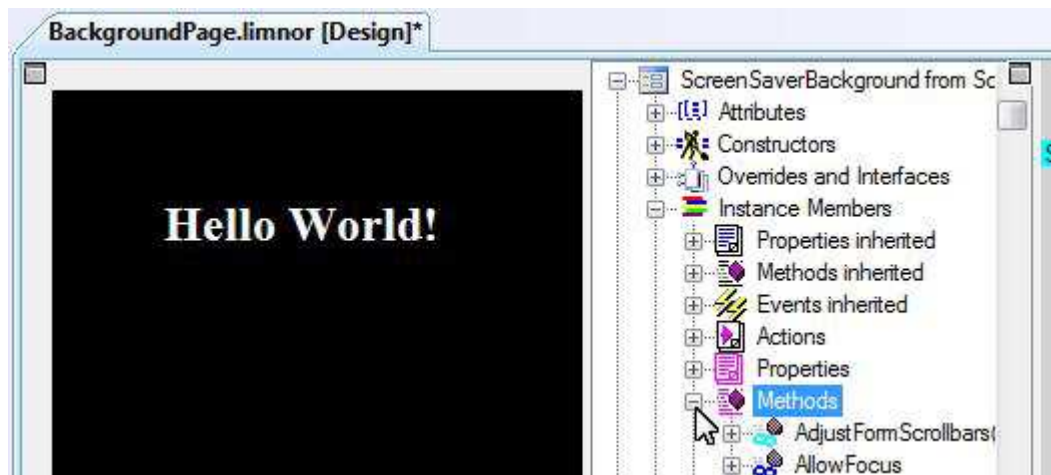 BackgroundPage.limnor [Design]*
Hello World!
ScreenSaverBackground from Sc
Attributes
Constructors
Overrides and Interfaces
Instance Members
Properties inherited
Methods inherited
Events inherited
Actions
Properties
Methods
AdjustFormScrollbars(
AllowFocus